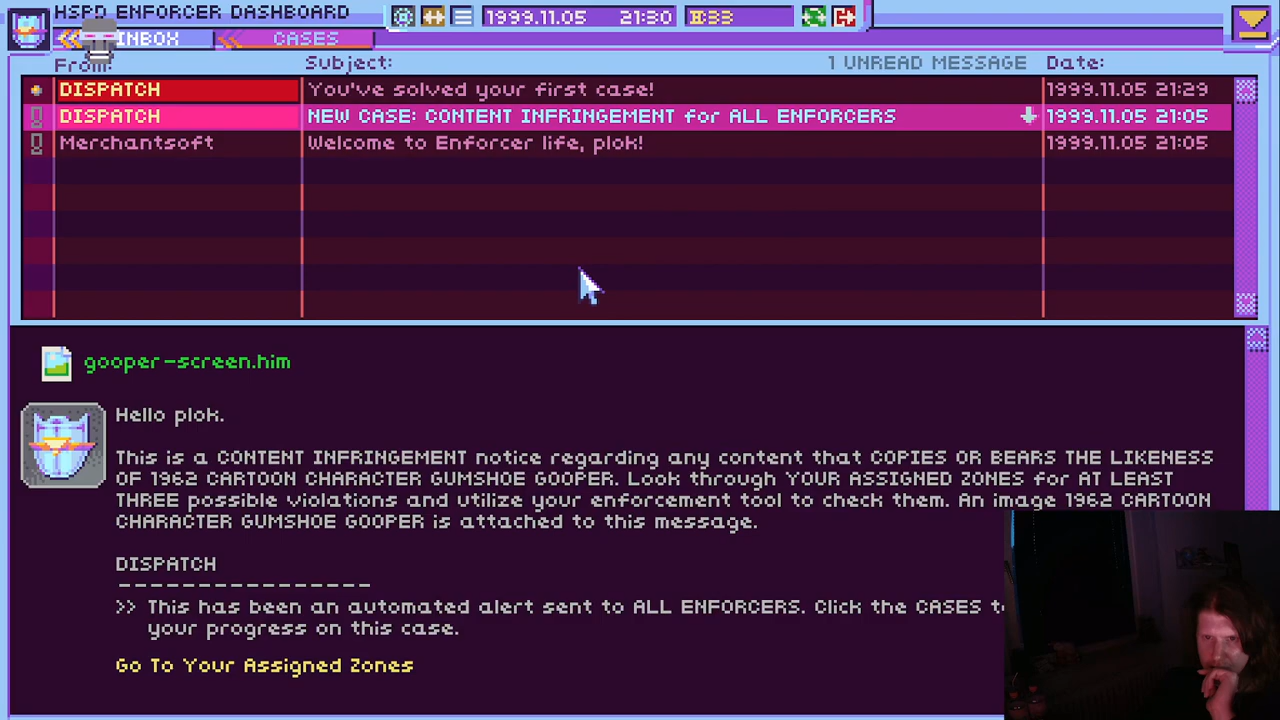 HSPD ENFORCER DASHBOARD
1999.11.05 21:30
33
INBOX
CASES
From:
Subject:
1 UNREAD MESSAGE
Date:
DISPATCH You've solved your first case! 1999.11.05 21:29
DISPATCH NEW CASE: CONTENT INFRINGEMENT for ALL ENFORCERS 1999.11.05 21:05
Merchantsoft Welcome to Enforcer life, plok! 1999.11.05 21:05
gooper-screen.him
Hello plok.
This is a CONTENT INFRINGEMENT notice regarding any content that COPIES OR BEARS THE LIKENESS
OF 1962 CARTOON CHARACTER GUMSHOE GOOPER. Look through YOUR ASSIGNED ZONES for AT LEAST
THREE possible violations and utilize your enforcement tool to check them. An image 1962 CARTOON
CHARACTER GUMSHOE GOOPER is attached to this message.
DISPATCH
----------------
>> This has been an automated alert sent to ALL ENFORCERS. Click the CASES
your progress on this case.
Go To Your Assigned Zones